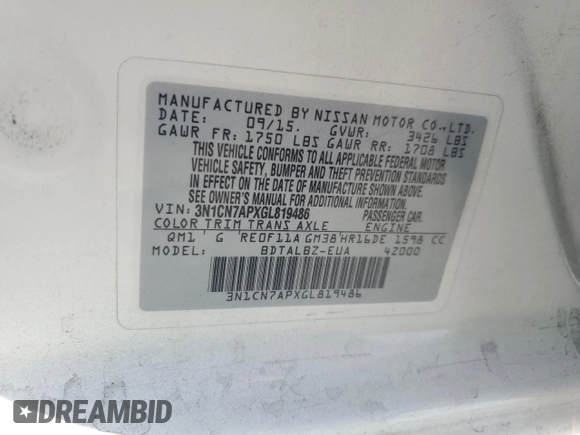 MANUFACTURED BY NISSAN MOTOR CO.,LTD.
DATE: 09/15. GVWR: 3426 LBS
GAWR FR: 1750 LBS GAWR RR: 1708 LBS
THIS VEHICLE CONFORMS TO ALL APPLICABLE FEDERAL MOTOR
VEHICLE SAFETY, BUMPER AND THEFT PREVENTION STANDARDS
IN EFFECT ON THE DATE OF MANUFACTURE SHOWN ABOVE.
SEE OWNER'S MANUAL FOR ADDITIONAL INFORMATION
VIN: 3N1CN7APXGL819486 PASSENGER CAR
COLOR TRIM TRANS AXLE ENGINE
QM1 G RE0F11A GM38 HR16DE 1598 CC
MODEL: BDTALBZ-EUA 42000
3N1CN7APXGL819486
DREAMBID